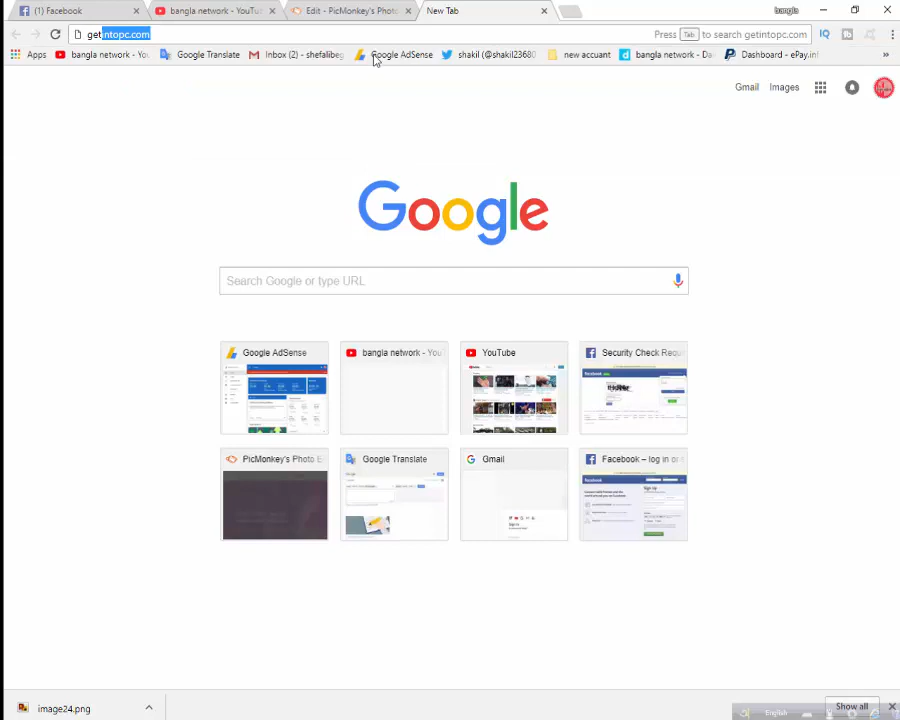 (1) Facebook
bangla network - YouTu
Edit - PicMonkey's Photo
New Tab
bangla
getintopc.com
Press Tab to search getintopc.com
Apps
bangla network - You
Google Translate
Inbox (2) - shefalibeg
Google AdSense
shakil (@shakil23680
new accuant
bangla network - Da
Dashboard - ePay.inf
»
Gmail
Images
Google
Search Google or type URL
Google AdSense
bangla network - You
YouTube
Security Check Requ
PicMonkey's Photo E
Google Translate
Gmail
Facebook – log in or s
image24.png
English
Show all